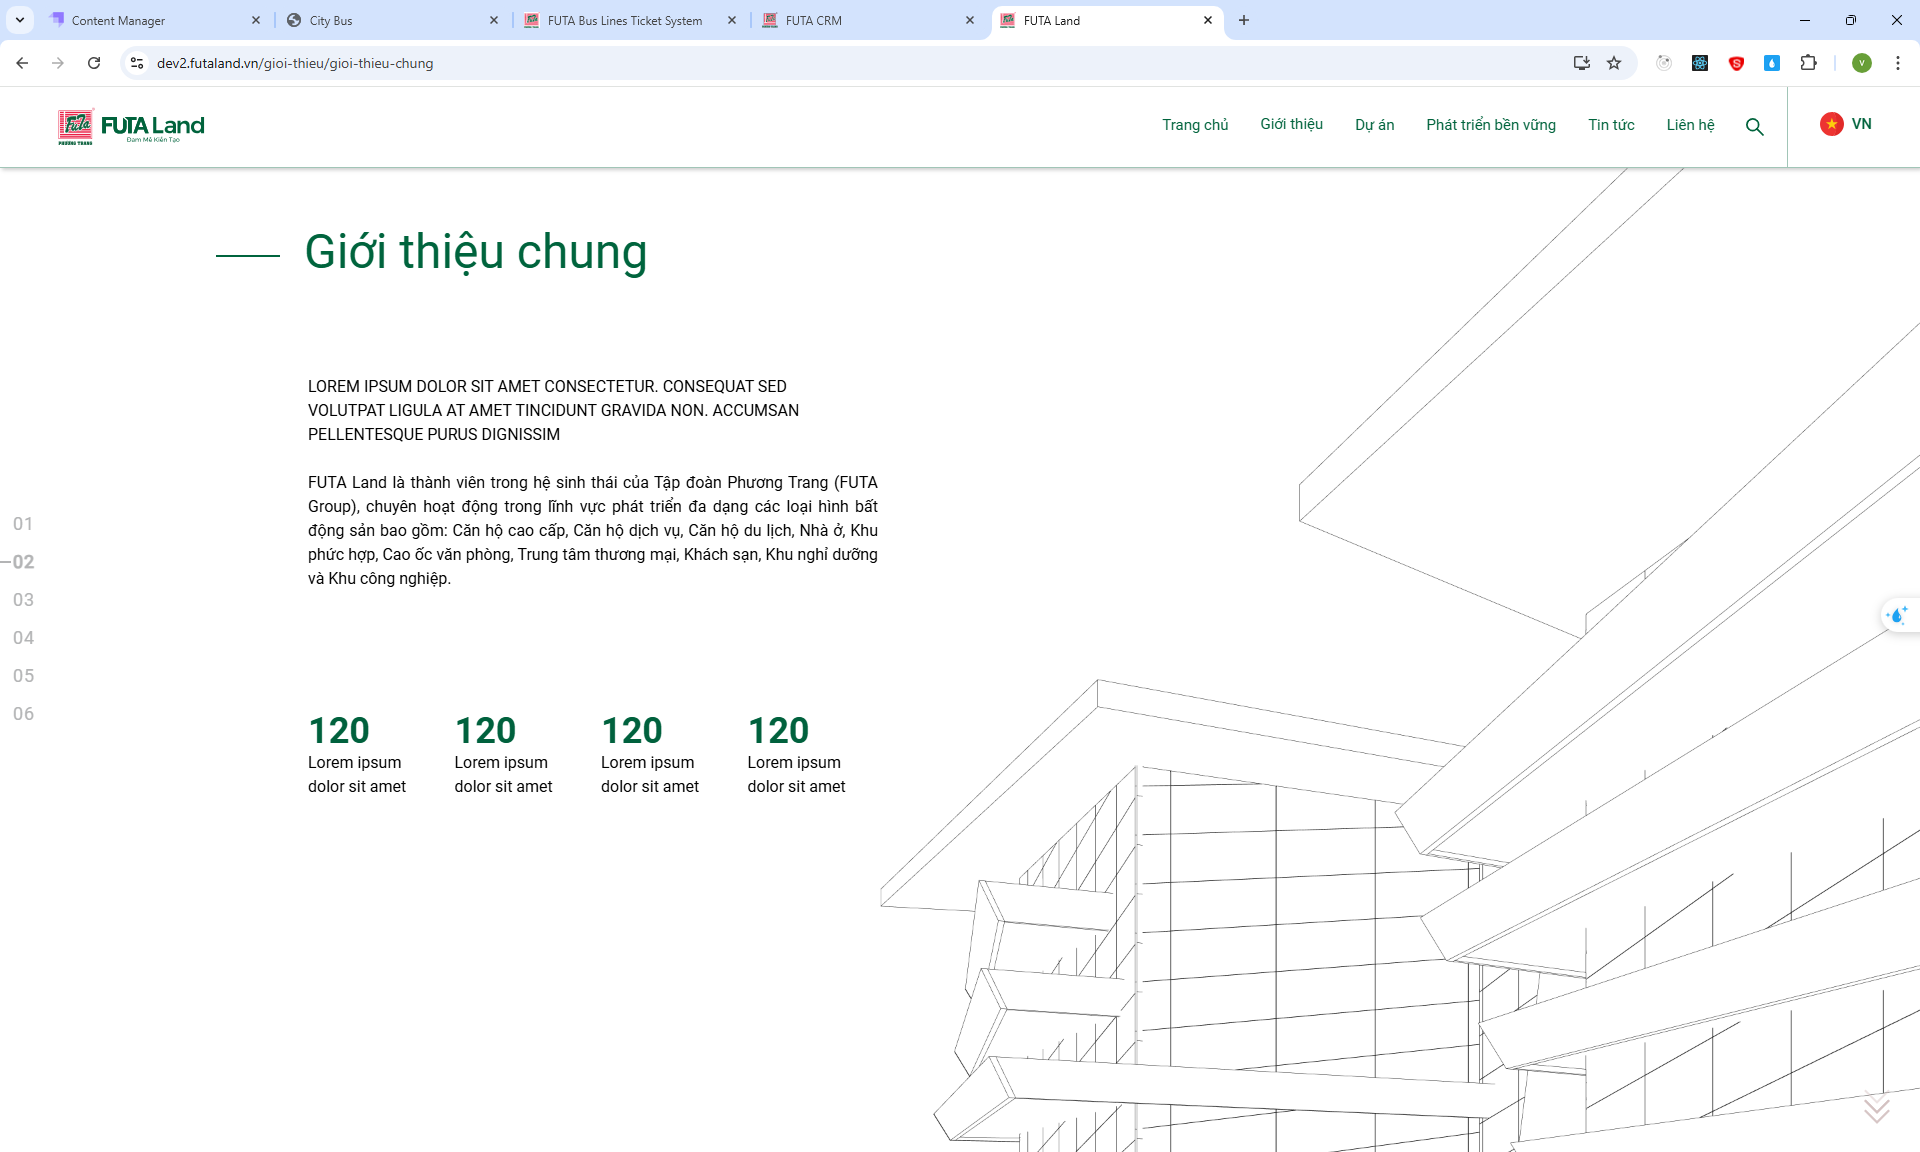 Content Manager
City Bus
FUTA Bus Lines Ticket System
FUTA CRM
FUTA Land
dev2.futaland.vn/gioi-thieu/gioi-thieu-chung
V
FUTA
PHƯƠNG TRANG
FUTA Land
Đam Mê Kiến Tạo
Trang chủ
Giới thiệu
Dự án
Phát triển bền vững
Tin tức
Liên hệ
VN
Giới thiệu chung
LOREM IPSUM DOLOR SIT AMET CONSECTETUR. CONSEQUAT SED
VOLUTPAT LIGULA AT AMET TINCIDUNT GRAVIDA NON. ACCUMSAN
PELLENTESQUE PURUS DIGNISSIM
FUTA Land là thành viên trong hệ sinh thái của Tập đoàn Phương Trang (FUTA
Group), chuyên hoạt động trong lĩnh vực phát triển đa dạng các loại hình bất
động sản bao gồm: Căn hộ cao cấp, Căn hộ dịch vụ, Căn hộ du lịch, Nhà ở, Khu
phức hợp, Cao ốc văn phòng, Trung tâm thương mại, Khách sạn, Khu nghỉ dưỡng
và Khu công nghiệp.
01
02
03
04
05
06
120
Lorem ipsum
dolor sit amet
120
Lorem ipsum
dolor sit amet
120
Lorem ipsum
dolor sit amet
120
Lorem ipsum
dolor sit amet